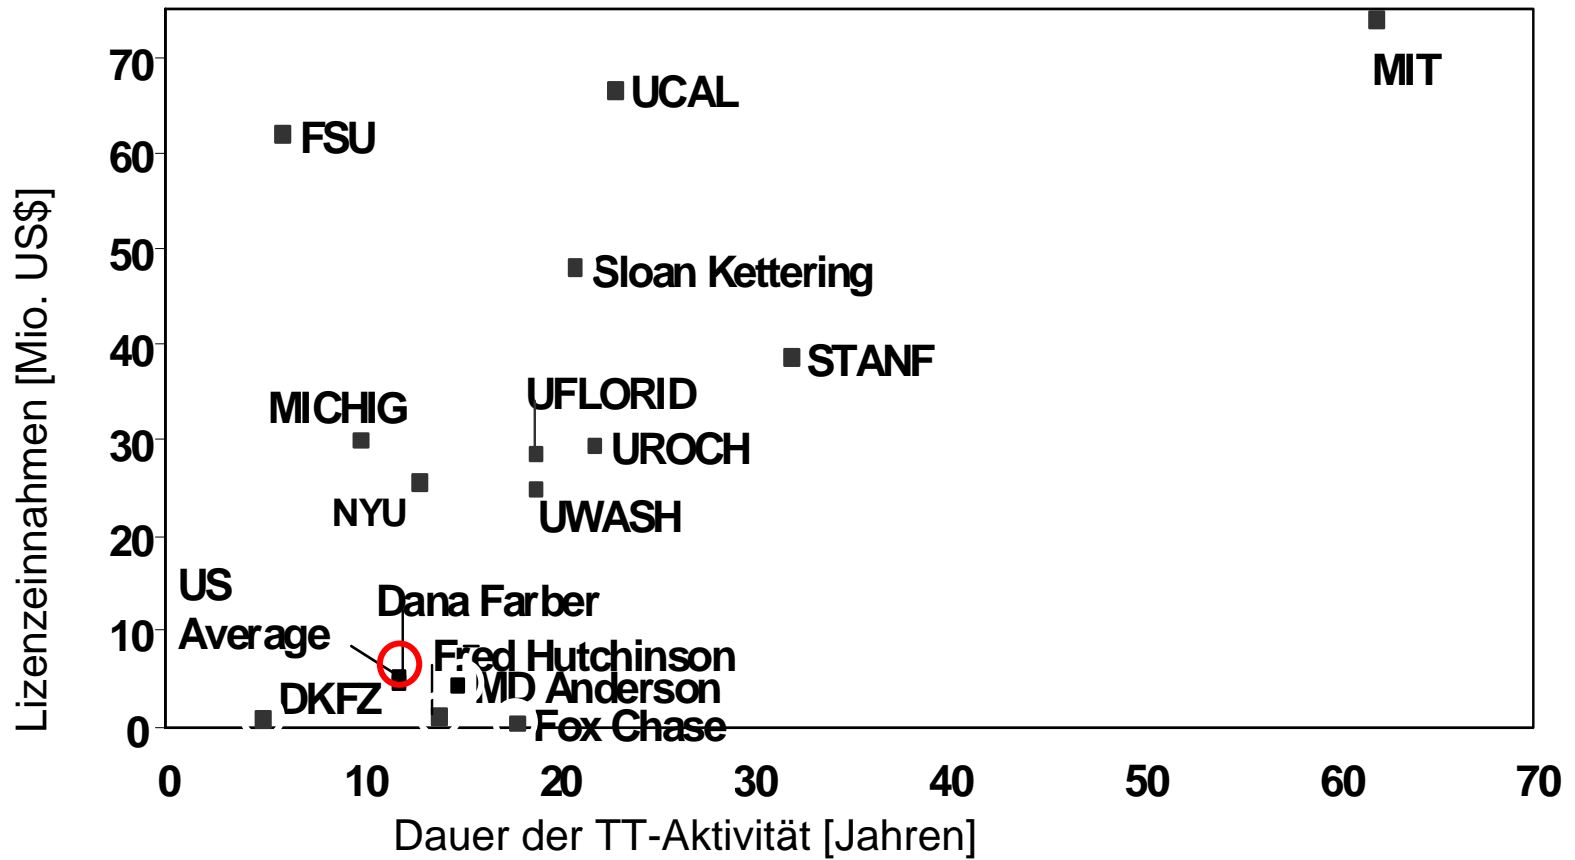 Lizenzeinnahmen [Mio. US$]
70
60
50
40
30
20
10
0
MIT
UCAL
FSU
Sloan Kettering
STANF
UFLORID
MICHIG
UROCH
NYU
UWASH
US
Average
Dana Farber
Fred Hutchinson
MD Anderson
DKFZ
Fox Chase
0 10 20 30 40 50 60 70
Dauer der TT-Aktivität [Jahren]